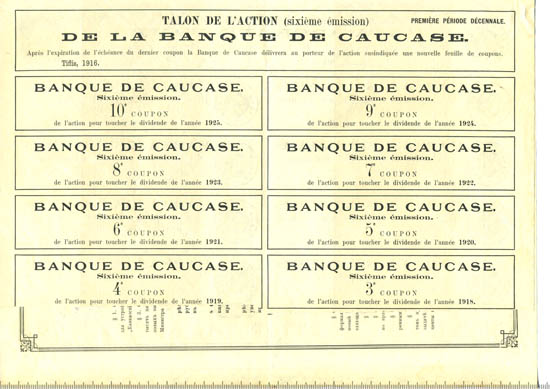 TALON DE L'ACTION (sixième émission) PREMIÈRE PÉRIODE DÉCENNALE.
DE LA BANQUE DE CAUCASE.
Après l'expiration de l'échéance du dernier coupon la Banque de Caucase délivrera au porteur de l'action susindiquée une nouvelle feuille de coupons.
Tiflis, 1916.
BANQUE DE CAUCASE.
Sixième émission.
10e COUPON
de l'action pour toucher le dividende de l'année 1925.
BANQUE DE CAUCASE.
Sixième émission.
9e COUPON
de l'action pour toucher le dividende de l'année 1924.
BANQUE DE CAUCASE.
Sixième émission.
8e COUPON
de l'action pour toucher le dividende de l'année 1923.
BANQUE DE CAUCASE.
Sixième émission.
7e COUPON
de l'action pour toucher le dividende de l'année 1922.
BANQUE DE CAUCASE.
Sixième émission.
6e COUPON
de l'action pour toucher le dividende de l'année 1921.
BANQUE DE CAUCASE.
Sixième émission.
5e COUPON
de l'action pour toucher le dividende de l'année 1920.
BANQUE DE CAUCASE.
Sixième émission.
4e COUPON
de l'action pour toucher le dividende de l'année 1919.
BANQUE DE CAUCASE.
Sixième émission.
3e COUPON
de l'action pour toucher le dividende de l'année 1918.